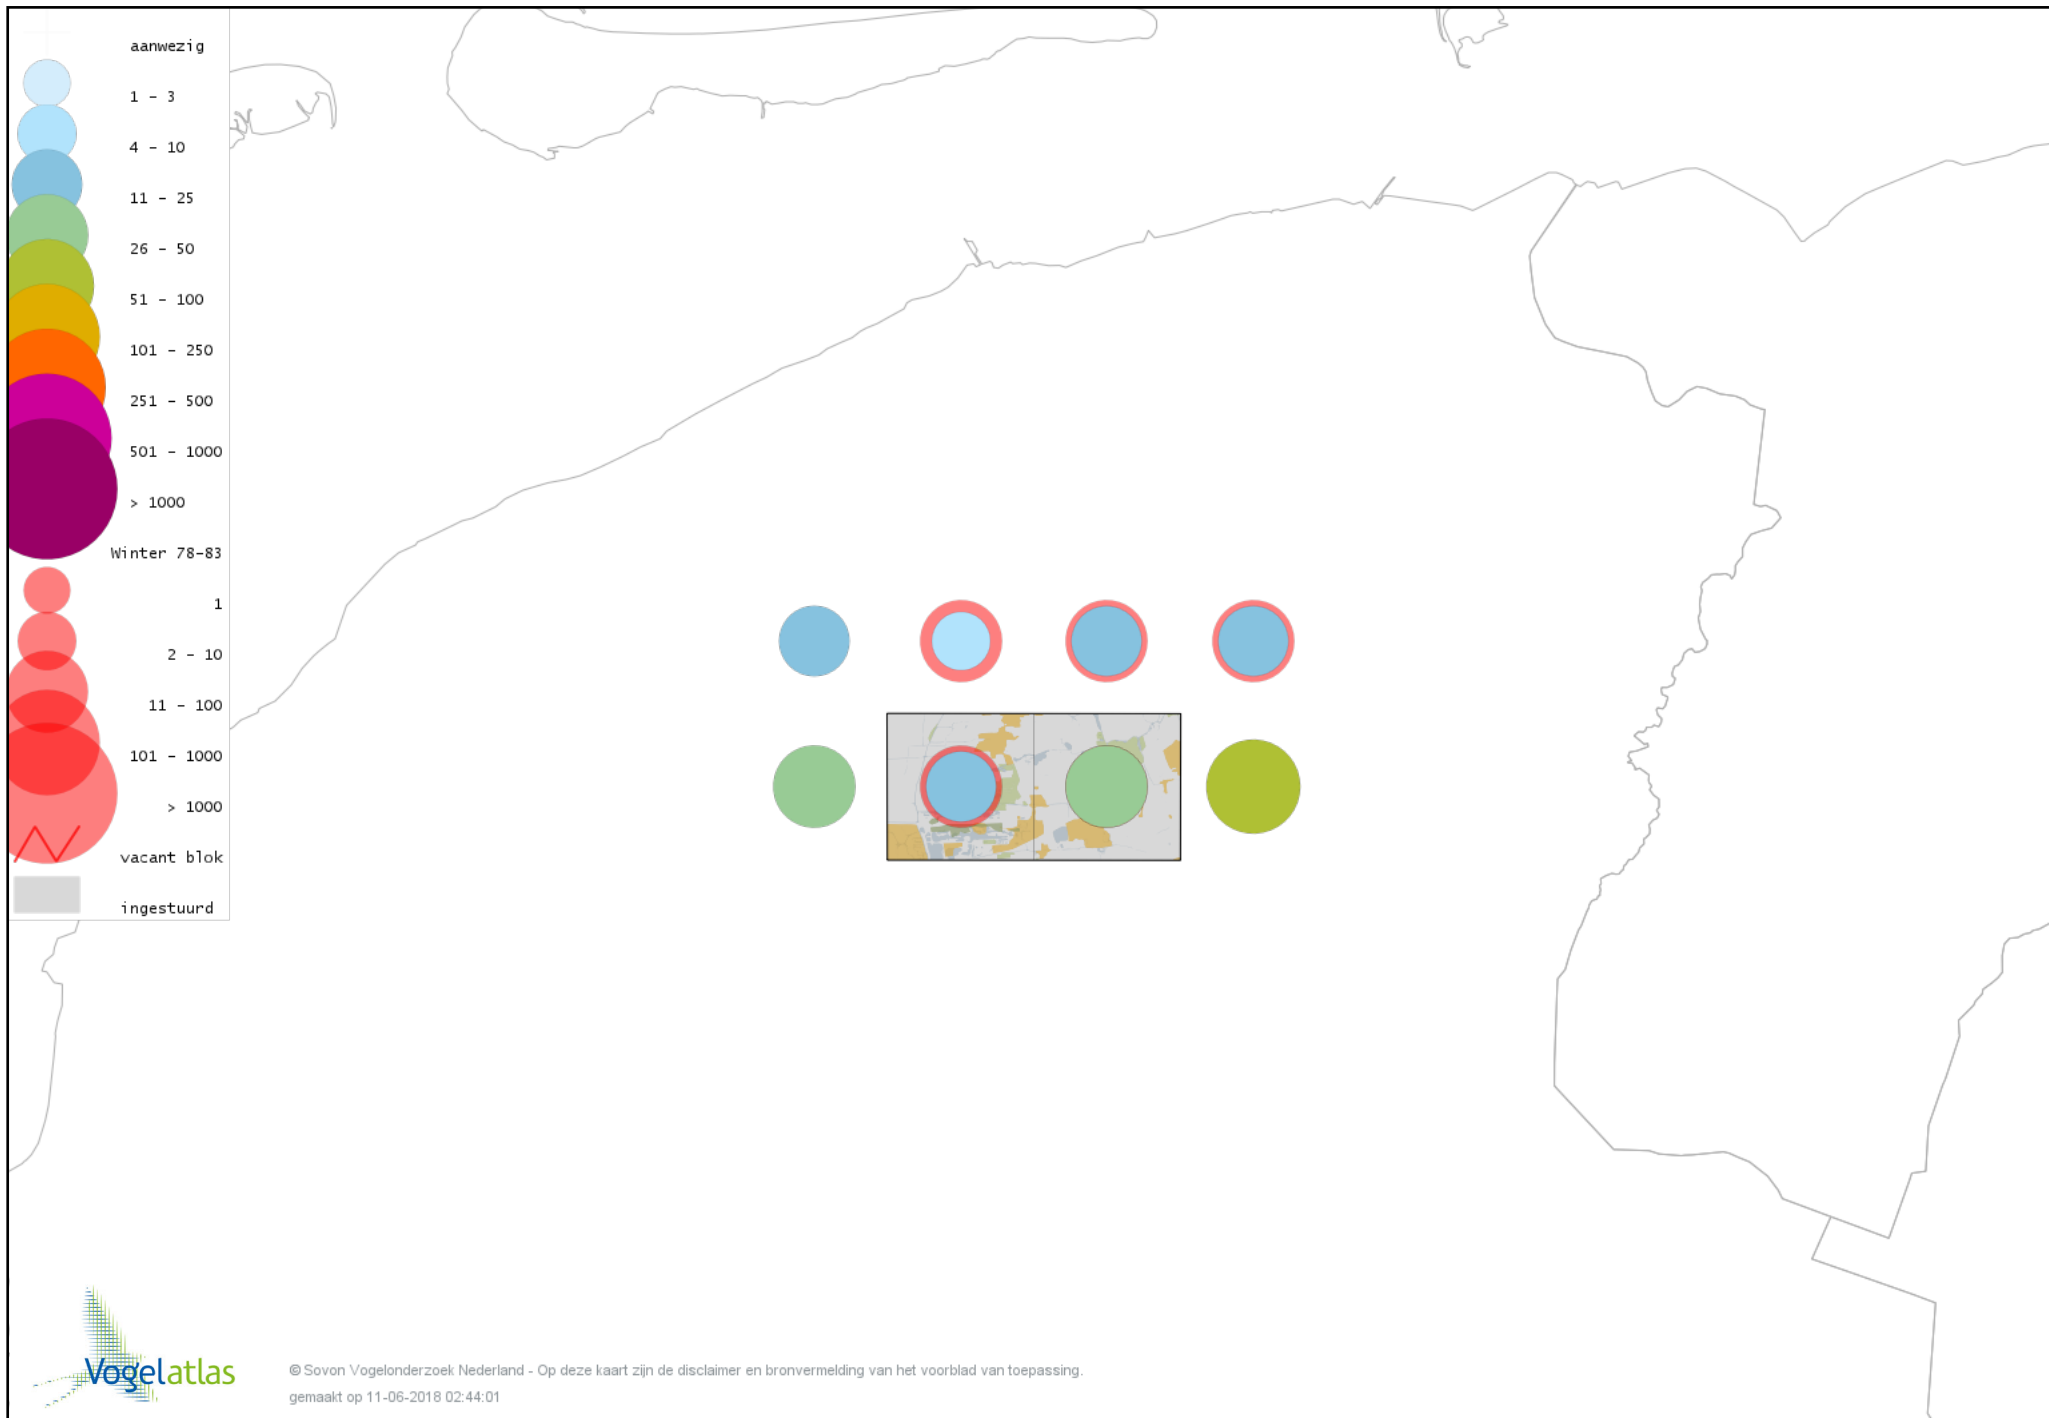 aanwezig
1 - 3
4 - 10
11 - 25
26 - 50
51 - 100
101 - 250
251 - 500
501 - 1000
> 1000
Winter 78-83
1
2 - 10
11 - 100
101 - 1000
> 1000
vacant blok
ingestuurd
Vogelatlas
© Sovon Vogelonderzoek Nederland - Op deze kaart zijn de disclaimer en bronvermelding van het voorblad van toepassing.
gemaakt op 11-06-2018 02:44:01